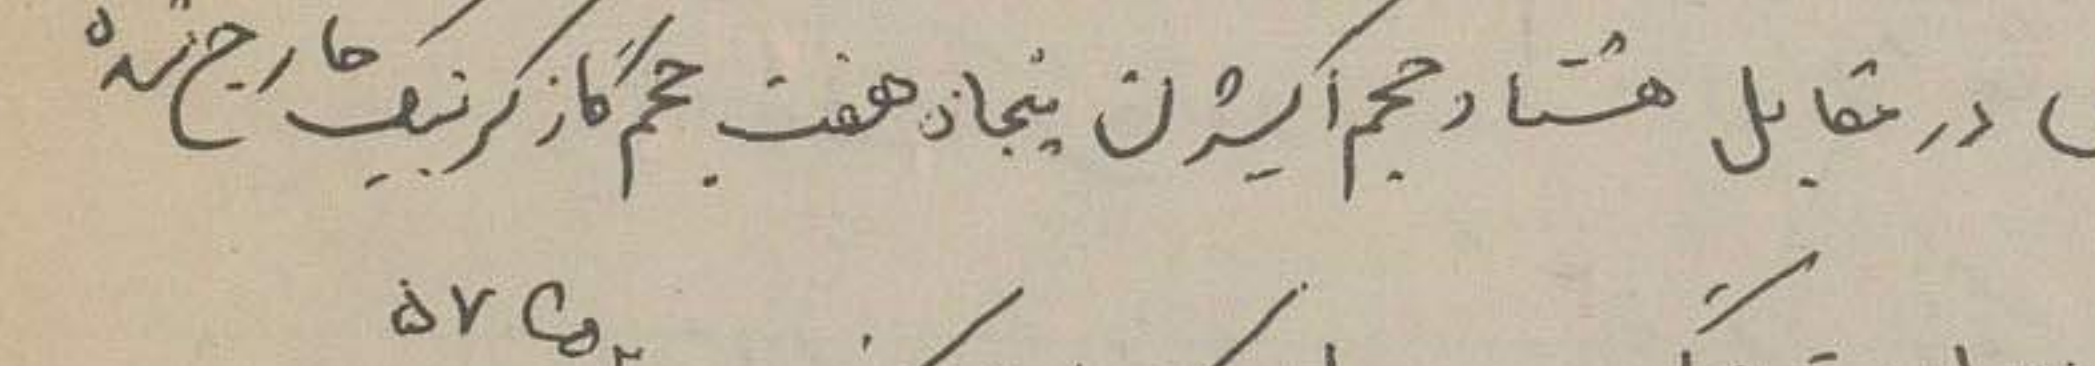 در مقابل هشتاد حجم اکسیژن پنجاه هفت حجم گاز کربنیک خارج شده
۵۷ Co₂